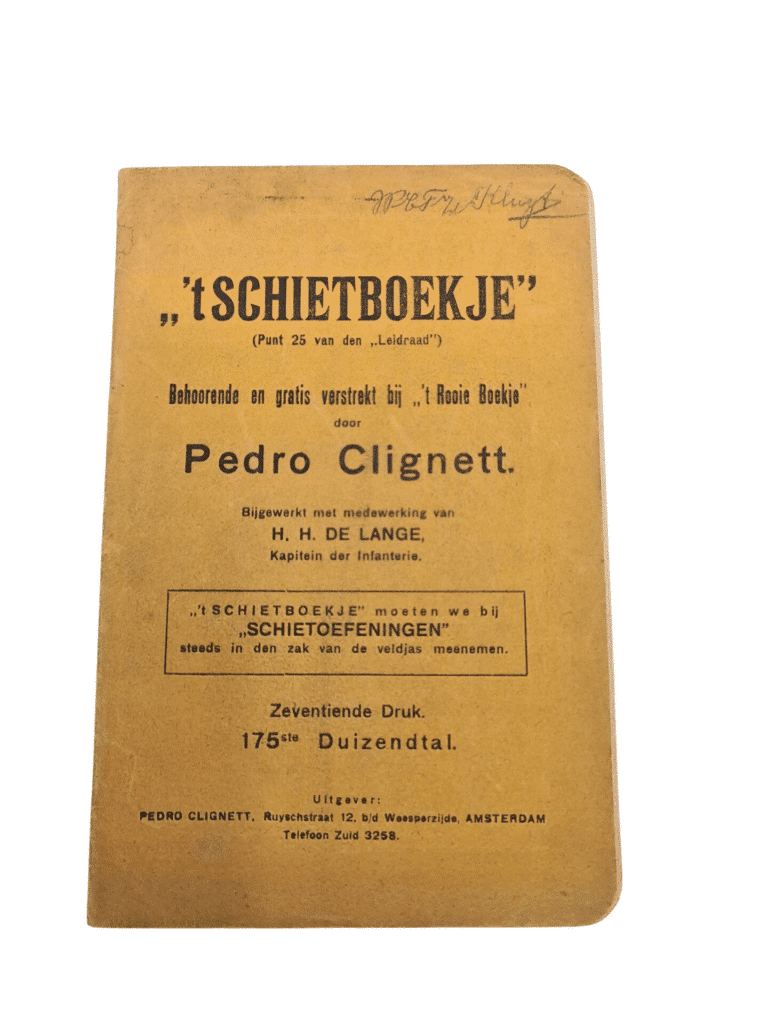 „'t SCHIETBOEKJE”
(Punt 25 van den „Leidraad”)
Behoorende en gratis verstrekt bij „'t Rooie Boekje”
door
Pedro Clignett.
Bijgewerkt met medewerking van
H. H. DE LANGE,
Kapitein der Infanterie.
„'t SCHIETBOEKJE” moeten we bij
„SCHIETOEFENINGEN”
steeds in den zak van de veldjas meenemen.
Zeventiende Druk.
175ste Duizendtal.
Uitgever:
PEDRO CLIGNETT, Ruyschstraat 12, b/d Weesperzijde, AMSTERDAM
Telefoon Zuid 3258.